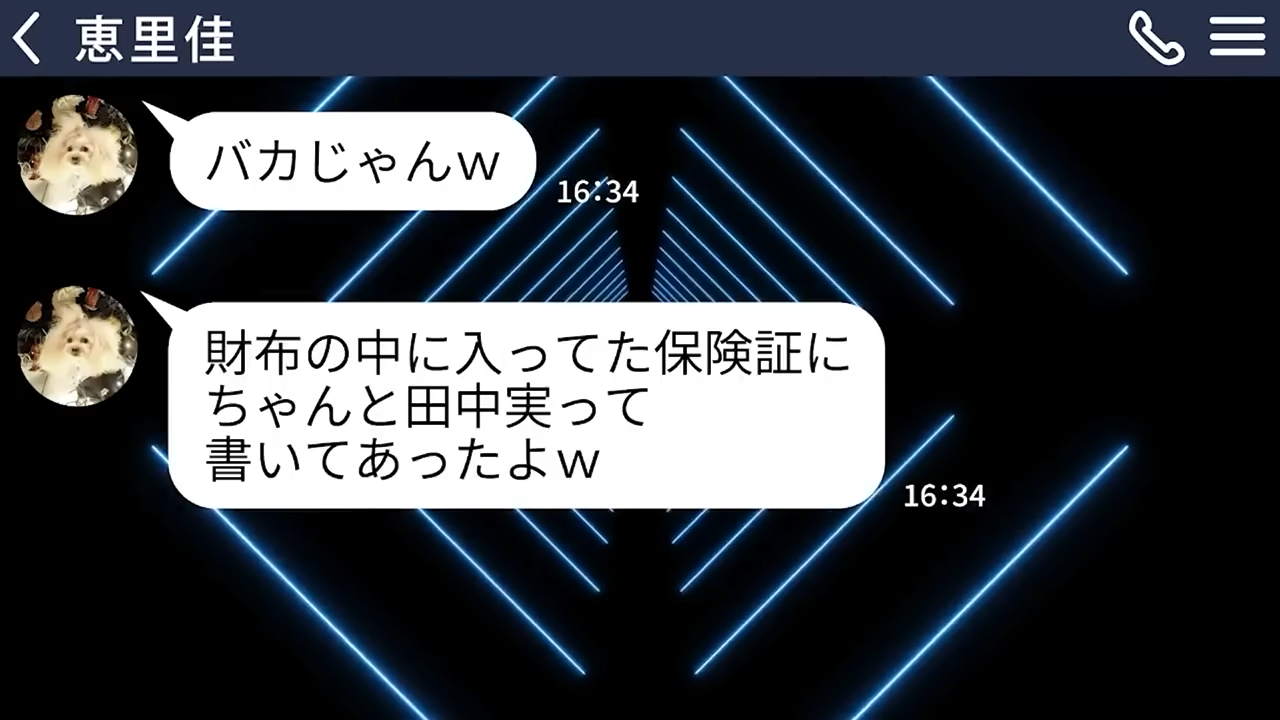 恵里佳
バカじゃんｗ
16:34
財布の中に入ってた保険証に
ちゃんと田中実って
書いてあったよｗ
16:34